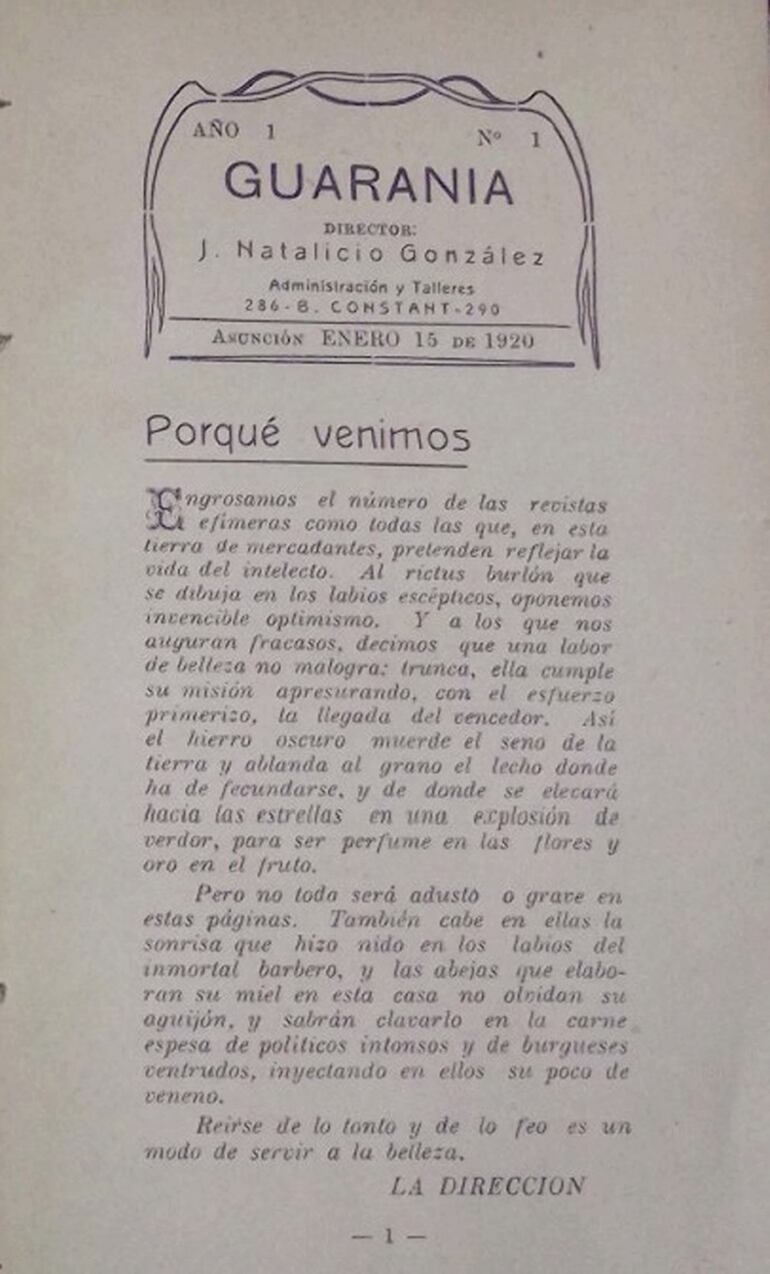 AÑO 1 Nº 1
GUARANIA
DIRECTOR:
J. Natalicio González
Administración y Talleres
286-B. CONSTANT-290
ASUNCIÓN ENERO 15 DE 1920
Porqué venimos
Engrosamos el número de las revistas
efímeras como todas las que, en esta
tierra de mercadantes, pretenden reflejar la
vida del intelecto. Al rictus burlón que
se dibuja en los labios escépticos, oponemos
invencible optimismo. Y a los que nos
auguran fracasos, decimos que una labor
de belleza no malogra: trunca, ella cumple
su misión apresurando, con el esfuerzo
primerizo, la llegada del vencedor. Así
el hierro oscuro muerde el seno de la
tierra y ablanda al grano el lecho donde
ha de fecundarse, y de donde se elevará
hacia las estrellas en una explosión de
verdor, para ser perfume en las flores y
oro en el fruto.
Pero no todo será adusto o grave en
estas páginas. También cabe en ellas la
sonrisa que hizo nido en los labios del
inmortal barbero, y las abejas que elabo-
ran su miel en esta casa no olvidan su
aguijón, y sabrán clavarlo en la carne
espesa de políticos intonsos y de burgueses
ventrudos, inyectando en ellos su poco de
veneno.
Reirse de lo tonto y de lo feo es un
modo de servir a la belleza.
LA DIRECCION
— 1 —